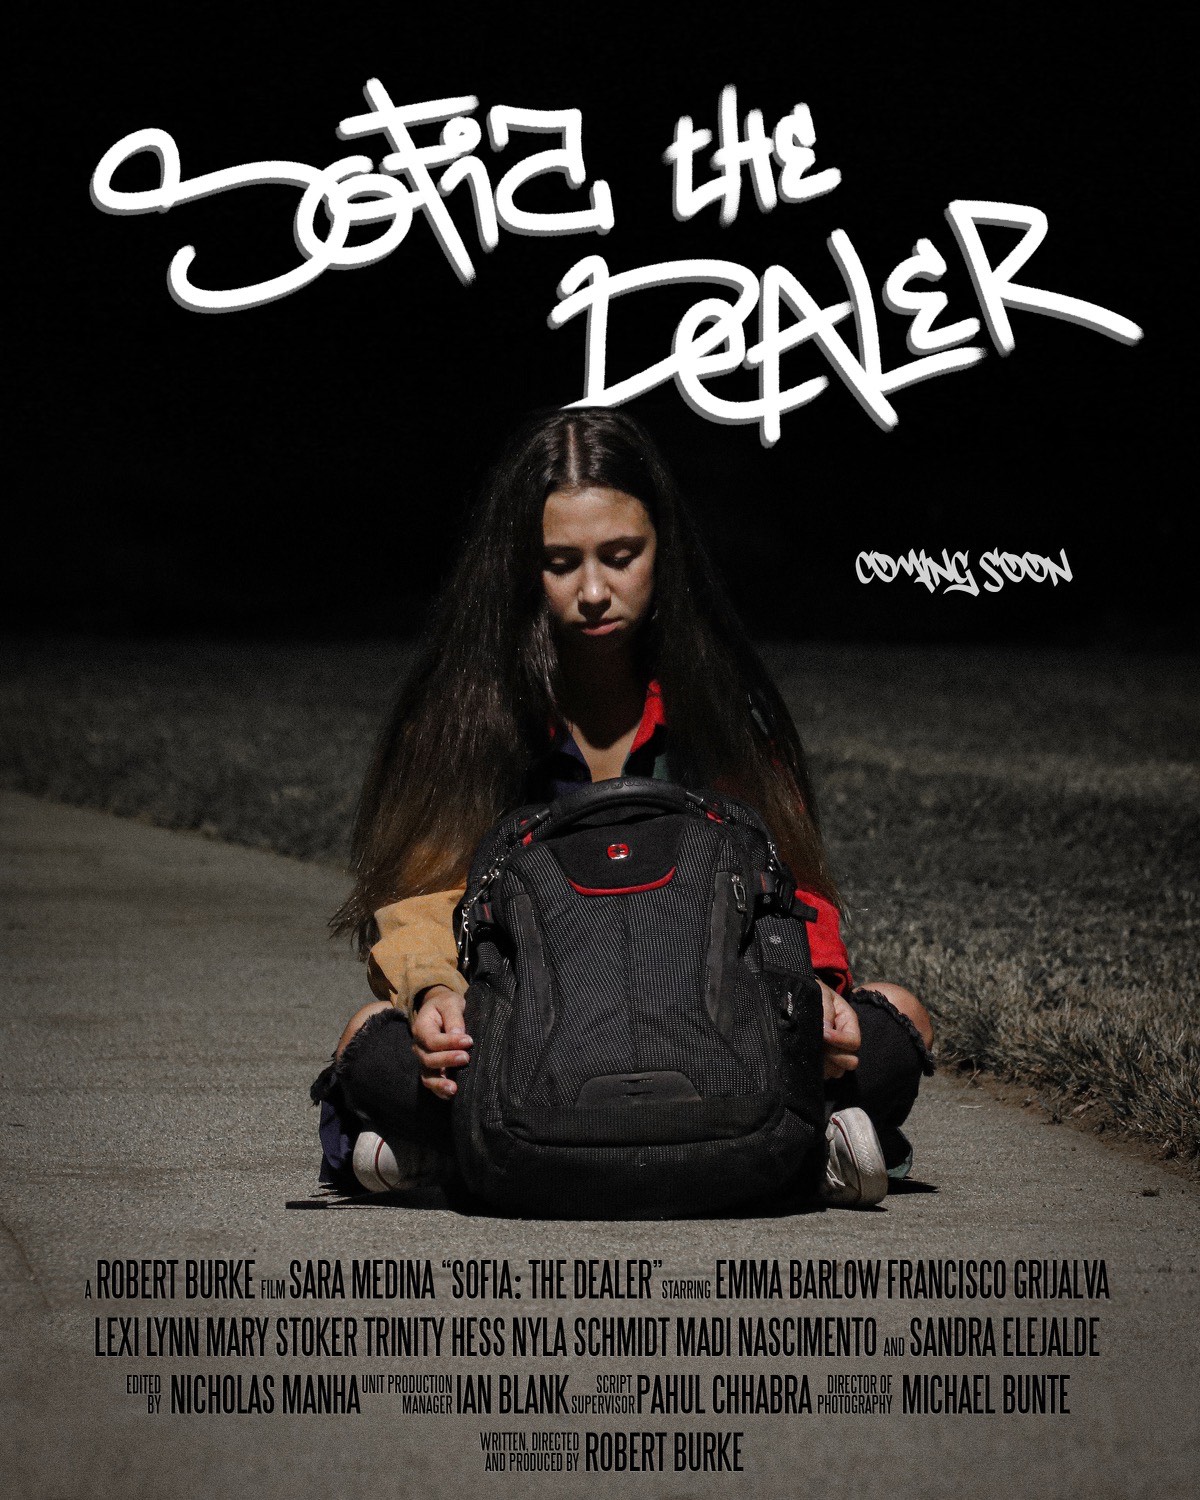 Sofia the
Dealer
COMING SOON
A ROBERT BURKE FILM SARA MEDINA “SOFIA: THE DEALER” STARRING EMMA BARLOW FRANCISCO GRIJALVA
LEXI LYNN MARY STOKER TRINITY HESS NYLA SCHMIDT MADI NASCIMENTO AND SANDRA ELEJALDE
EDITED BY NICHOLAS MANHA UNIT PRODUCTION MANAGER IAN BLANK SCRIPT SUPERVISOR PAHUL CHHABRA DIRECTOR OF PHOTOGRAPHY MICHAEL BUNTE
WRITTEN, DIRECTED AND PRODUCED BY ROBERT BURKE